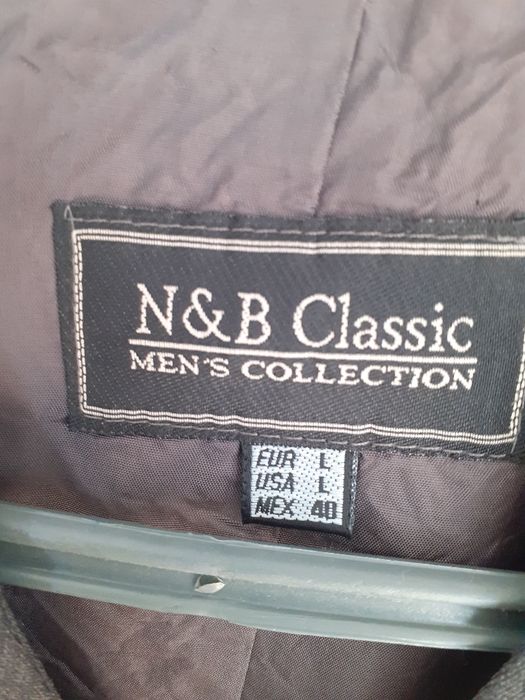 N&B Classic
MEN'S COLLECTION
EUR L
USA L
MEX 40